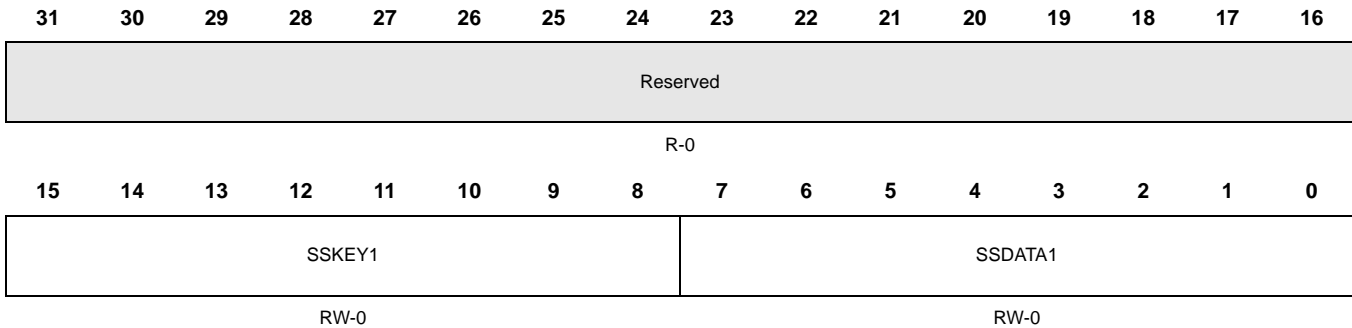 31 30 29 28 27 26 25 24 23 22 21 20 19 18 17 16
Reserved
R-0
15 14 13 12 11 10 9 8 7 6 5 4 3 2 1 0
SSKEY1 SSDATA1
RW-0 RW-0